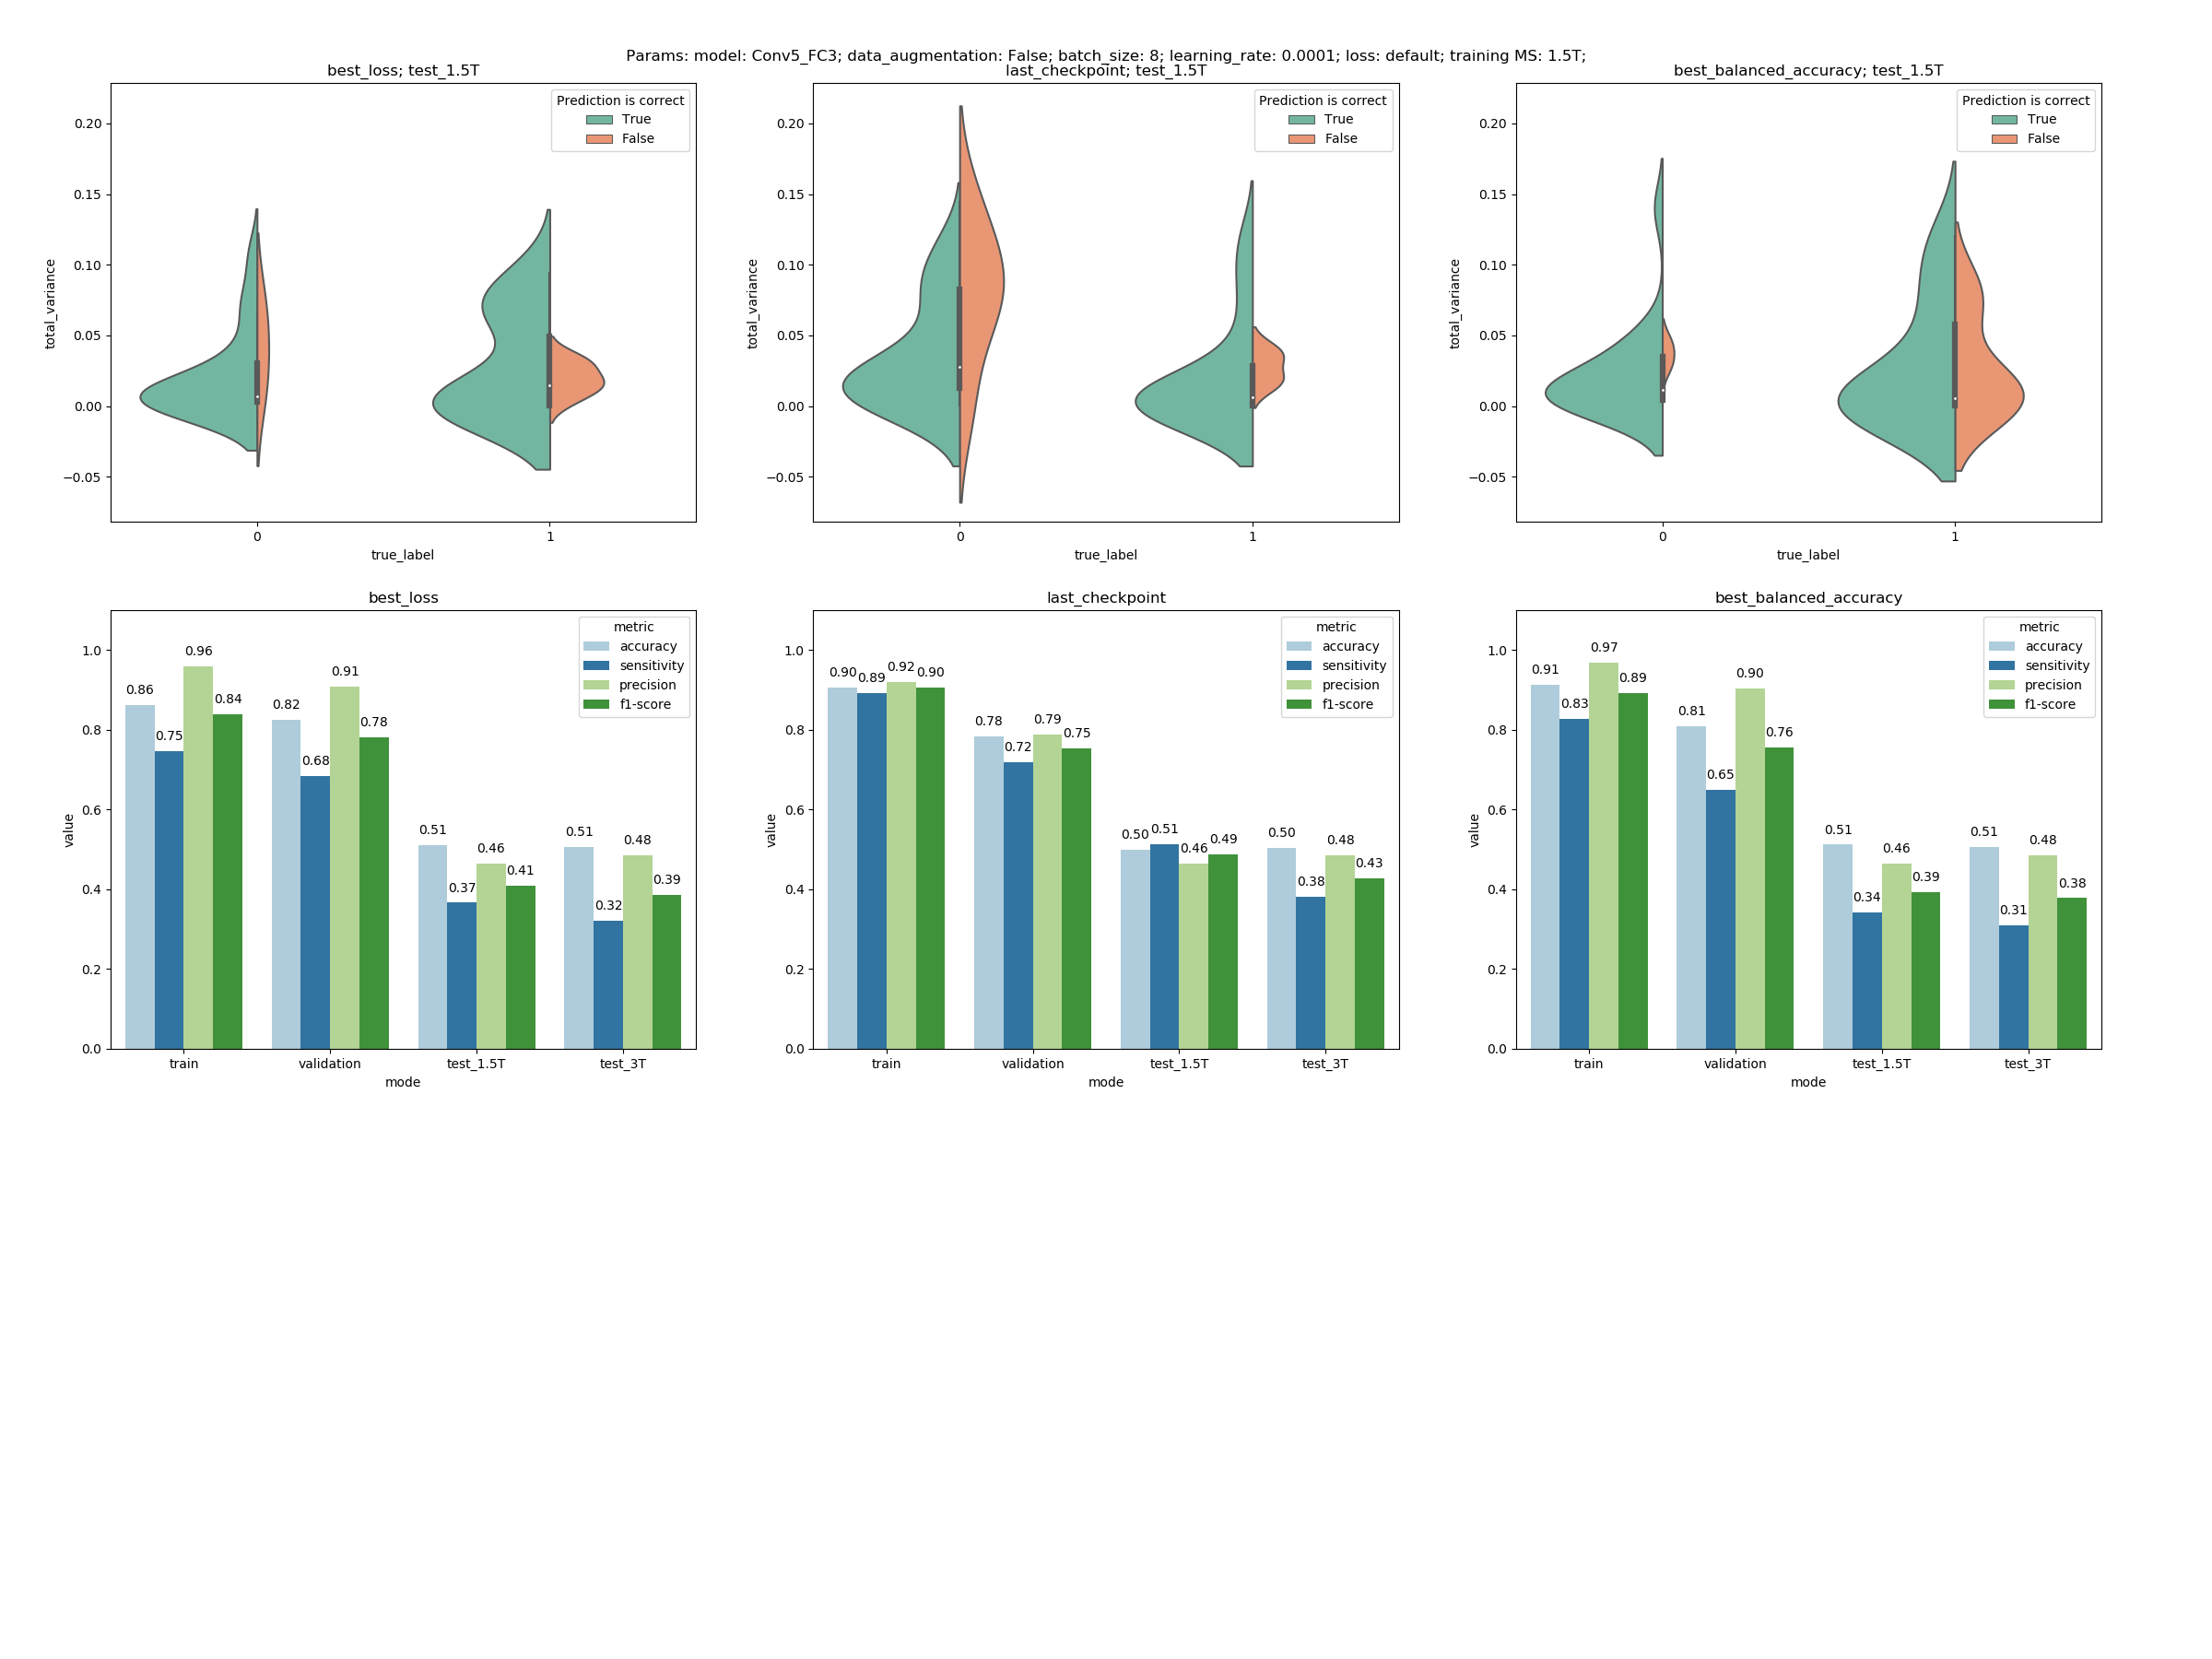 Params: model: Conv5_FC3; data_augmentation: False; batch_size: 8; learning_rate: 0.0001; loss: default; training MS: 1.5T;
best_loss; test_1.5T
Prediction is correct
True
False
0.20
0.15
0.10
0.05
0.00
−0.05
total_variance
0
1
true_label
last_checkpoint; test_1.5T
Prediction is correct
True
False
0.20
0.15
0.10
0.05
0.00
−0.05
total_variance
0
1
true_label
best_balanced_accuracy; test_1.5T
Prediction is correct
True
False
0.20
0.15
0.10
0.05
0.00
−0.05
total_variance
0
1
true_label
best_loss
metric
accuracy
sensitivity
precision
f1-score
1.0
0.8
0.6
0.4
0.2
0.0
value
0.86
0.75
0.96
0.84
0.82
0.68
0.91
0.78
0.51
0.37
0.46
0.41
0.51
0.32
0.48
0.39
train
validation
test_1.5T
test_3T
mode
last_checkpoint
metric
accuracy
sensitivity
precision
f1-score
1.0
0.8
0.6
0.4
0.2
0.0
value
0.90
0.89
0.92
0.90
0.78
0.72
0.79
0.75
0.50
0.51
0.46
0.49
0.50
0.38
0.48
0.43
train
validation
test_1.5T
test_3T
mode
best_balanced_accuracy
metric
accuracy
sensitivity
precision
f1-score
1.0
0.8
0.6
0.4
0.2
0.0
value
0.91
0.83
0.97
0.89
0.81
0.65
0.90
0.76
0.51
0.34
0.46
0.39
0.51
0.31
0.48
0.38
train
validation
test_1.5T
test_3T
mode